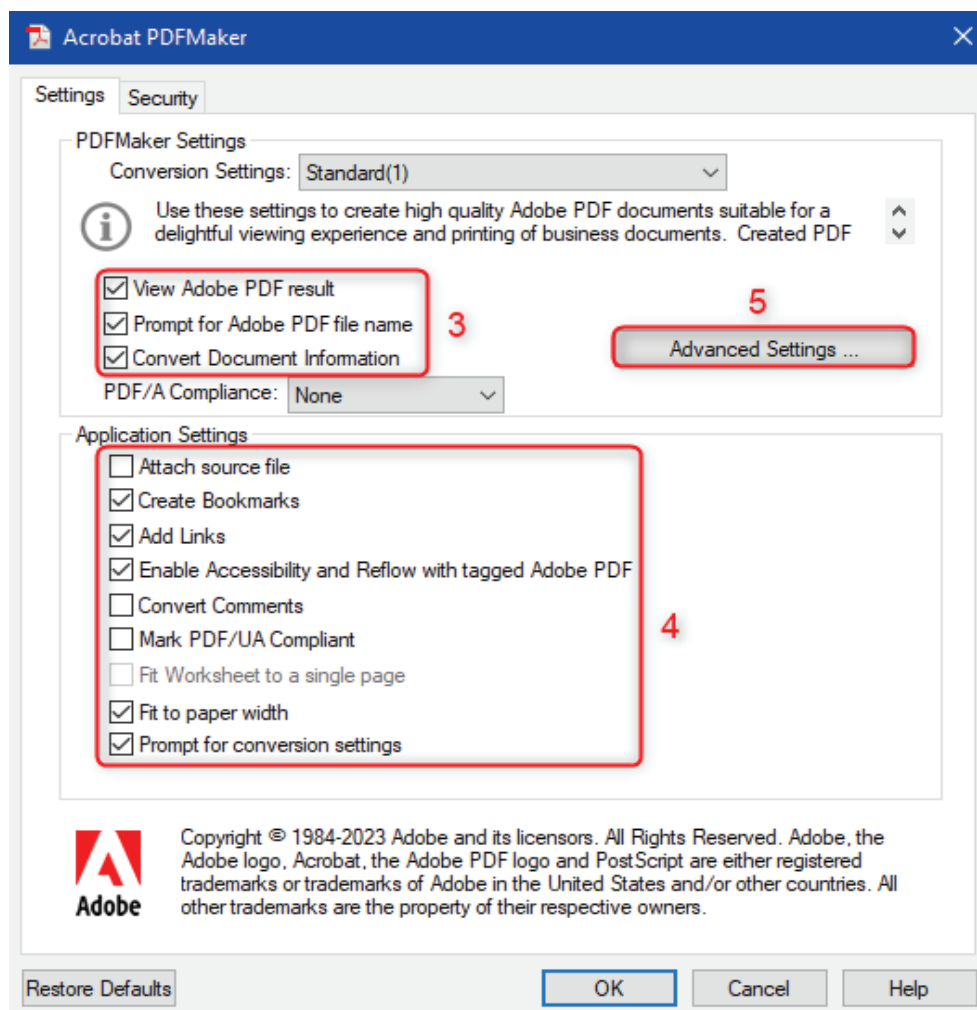 Acrobat PDFMaker
Settings
Security
PDFMaker Settings
Conversion Settings: Standard(1)
Use these settings to create high quality Adobe PDF documents suitable for a
delightful viewing experience and printing of business documents. Created PDF
View Adobe PDF result
Prompt for Adobe PDF file name
Convert Document Information
3
5
Advanced Settings ...
PDF/A Compliance: None
Application Settings
Attach source file
Create Bookmarks
Add Links
Enable Accessibility and Reflow with tagged Adobe PDF
Convert Comments
Mark PDF/UA Compliant
Fit Worksheet to a single page
Fit to paper width
Prompt for conversion settings
4
Adobe
Copyright © 1984-2023 Adobe and its licensors. All Rights Reserved. Adobe, the
Adobe logo, Acrobat, the Adobe PDF logo and PostScript are either registered
trademarks or trademarks of Adobe in the United States and/or other countries. All
other trademarks are the property of their respective owners.
Restore Defaults
OK
Cancel
Help